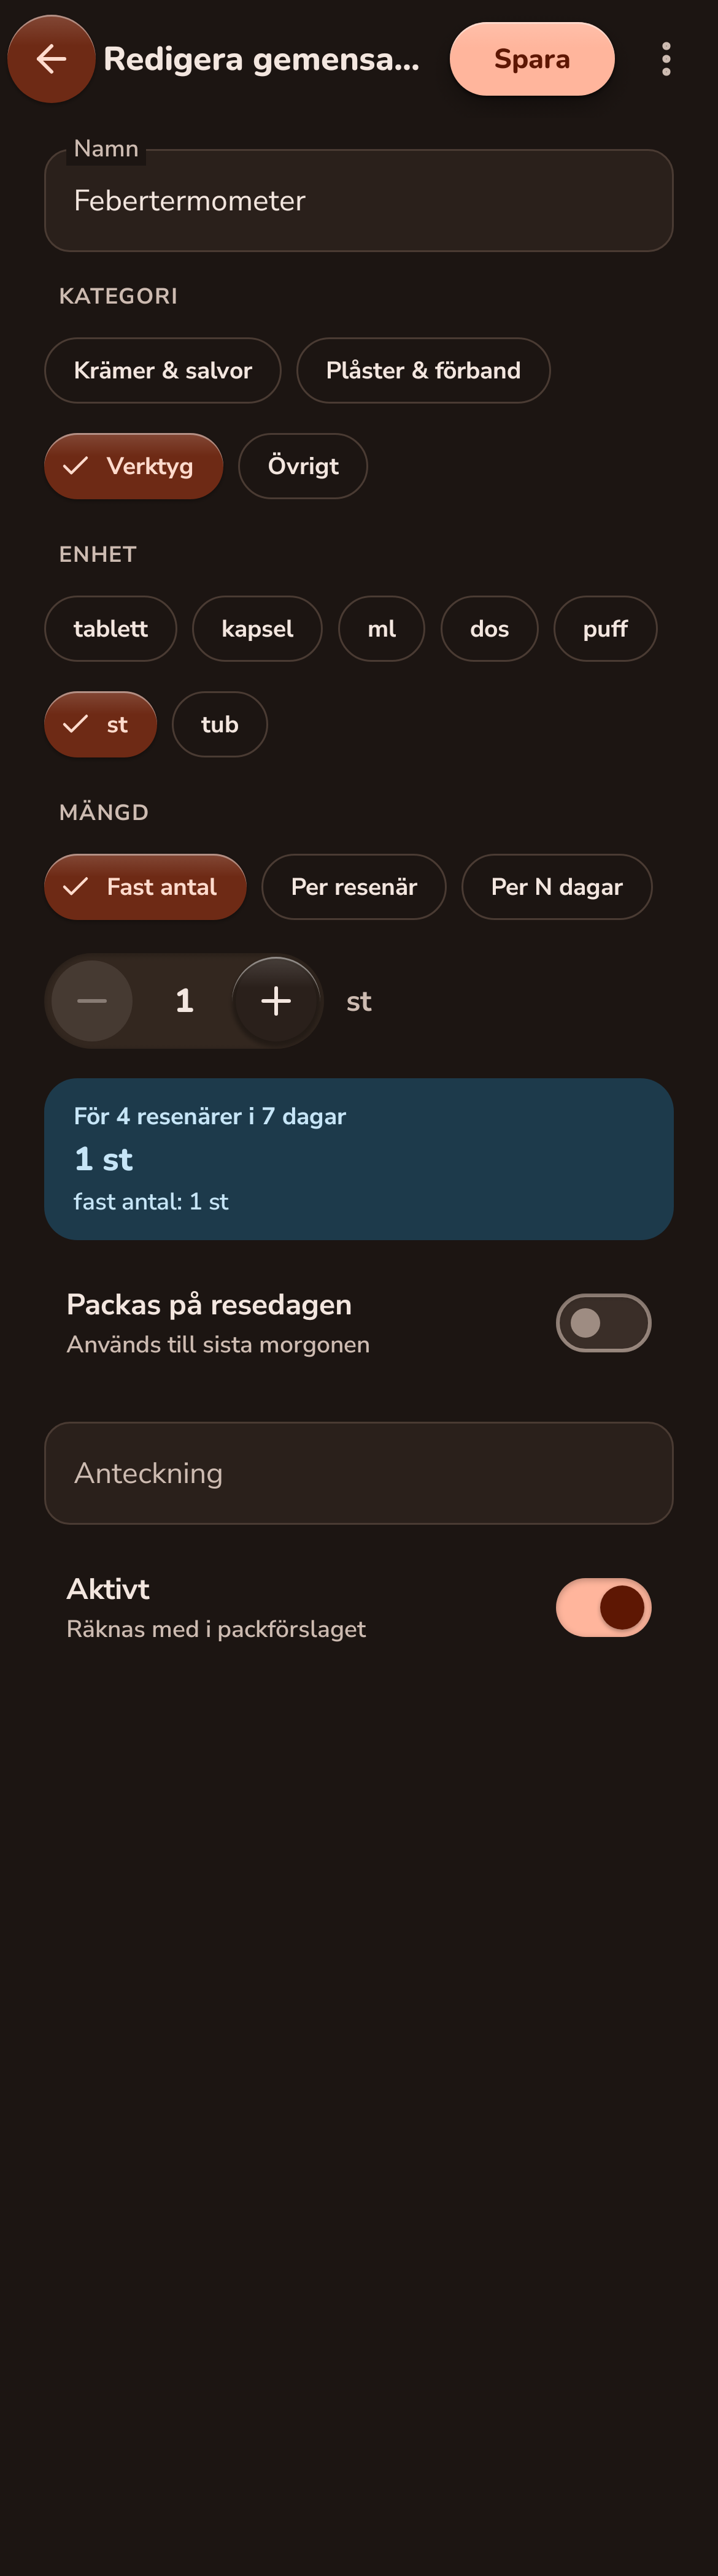 Redigera gemensa...
Spara
Namn
Febertermometer
KATEGORI
Krämer & salvor
Plåster & förband
Verktyg
Övrigt
ENHET
tablett
kapsel
ml
dos
puff
st
tub
MÄNGD
Fast antal
Per resenär
Per N dagar
1
st
För 4 resenärer i 7 dagar
1 st
fast antal: 1 st
Packas på resedagen
Används till sista morgonen
Anteckning
Aktivt
Räknas med i packförslaget